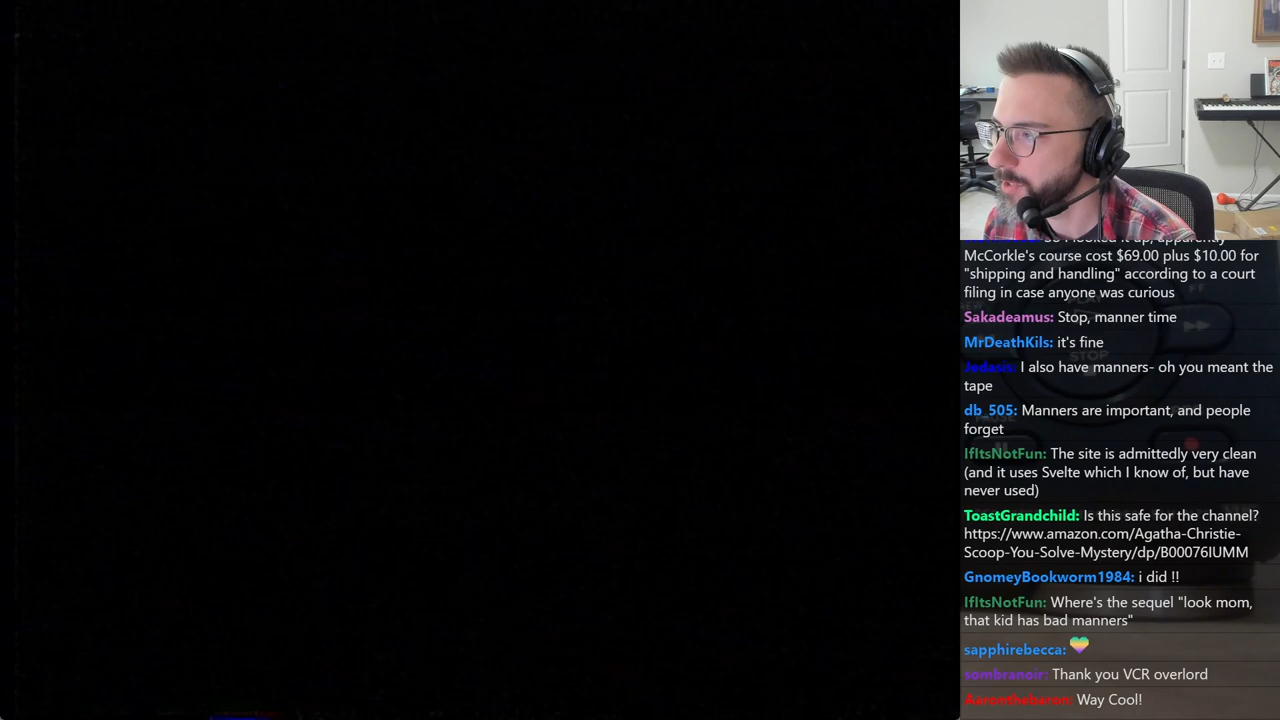 McCorkle's course cost $69.00 plus $10.00 for
"shipping and handling" according to a court
filing in case anyone was curious
Sakadeamus: Stop, manner time
MrDeathKils: it's fine
Jedasis: I also have manners- oh you meant the
tape
db_505: Manners are important, and people
forget
IfItsNotFun: The site is admittedly very clean
(and it uses Svelte which I know of, but have
never used)
ToastGrandchild: Is this safe for the channel?
https://www.amazon.com/Agatha-Christie-
Scoop-You-Solve-Mystery/dp/B00076IUMM
GnomeyBookworm1984: i did !!
IfItsNotFun: Where's the sequel "look mom,
that kid has bad manners"
sapphirebecca:
sombranoir: Thank you VCR overlord
Aaronthebaron: Way Cool!